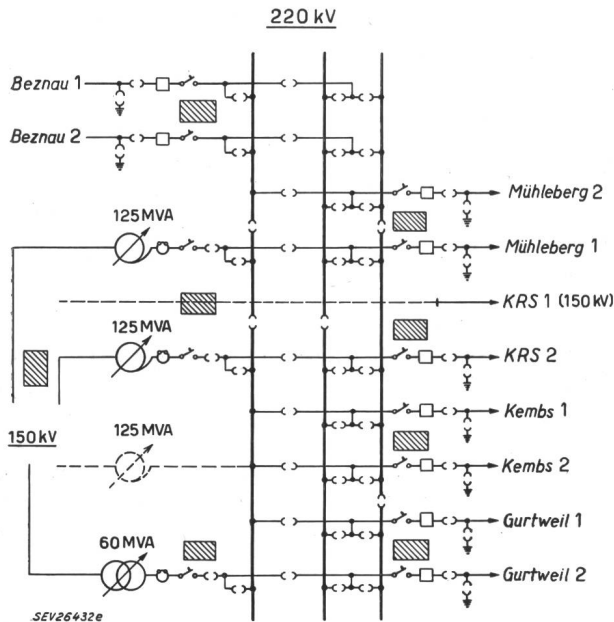 220 kV
Beznau 1
Beznau 2
Mühleberg 2
125 MVA
Mühleberg 1
KRS 1 (150 kV)
125 MVA
KRS 2
Kembs 1
150 kV
125 MVA
Kembs 2
Gurtweil 1
60 MVA
Gurtweil 2
SEV26432e